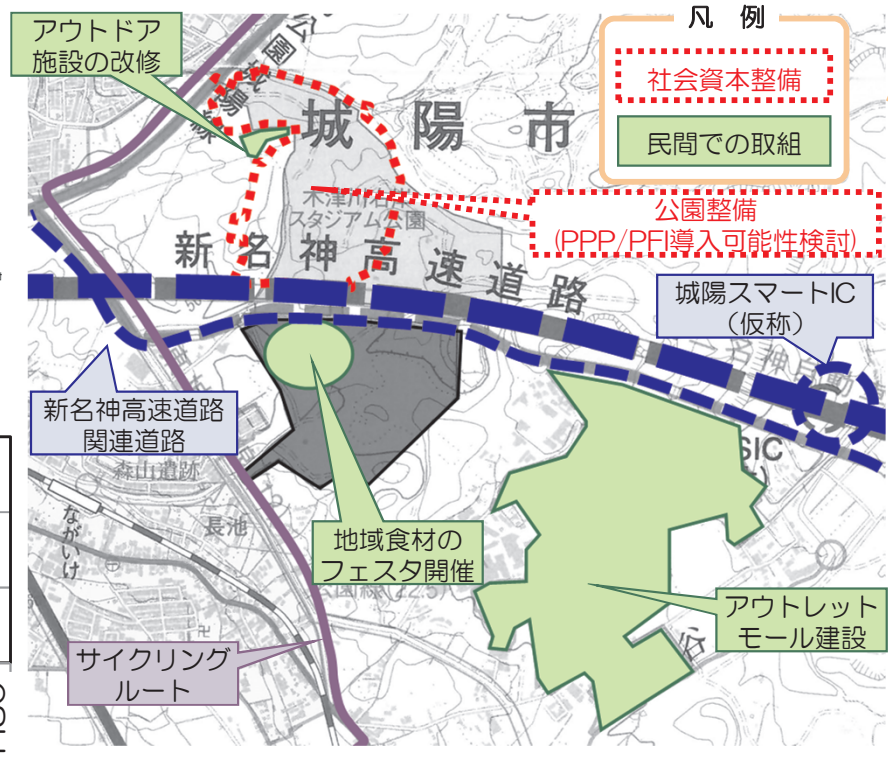 凡 例
社会資本整備
民間での取組
アウトドア
施設の改修
城陽市
木津川右岸
スタジアム公園
公園整備
(PPP/PFI導入可能性検討)
新名神高速道路
城陽スマートIC
（仮称）
新名神高速道路
関連道路
森山遺跡
長池
ながいけ
SIC
地域食材の
フェスタ開催
公園線(22.5)
アウトレット
モール建設
サイクリング
ルート